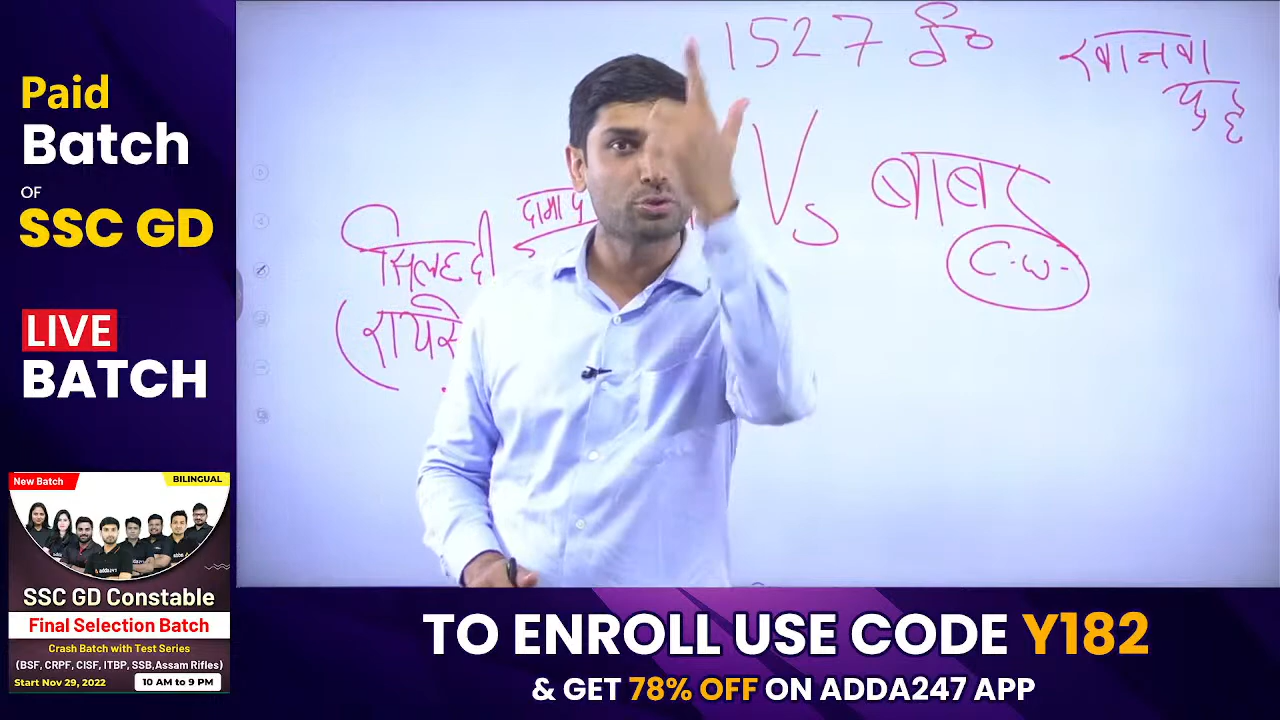 Paid
Batch
OF
SSC GD
LIVE
BATCH
New Batch
BILINGUAL
SSC GD Constable
Final Selection Batch
Crash Batch with Test Series
(BSF, CRPF, CISF, ITBP, SSB,Assam Rifles)
Start Nov 29, 2022
10 AM to 9 PM
1527 ई०
खानवा
युद्ध
Vs बाबर
C.W.
दामाद
सिलहदी
(रायसे
TO ENROLL USE CODE Y182
& GET 78% OFF ON ADDA247 APP